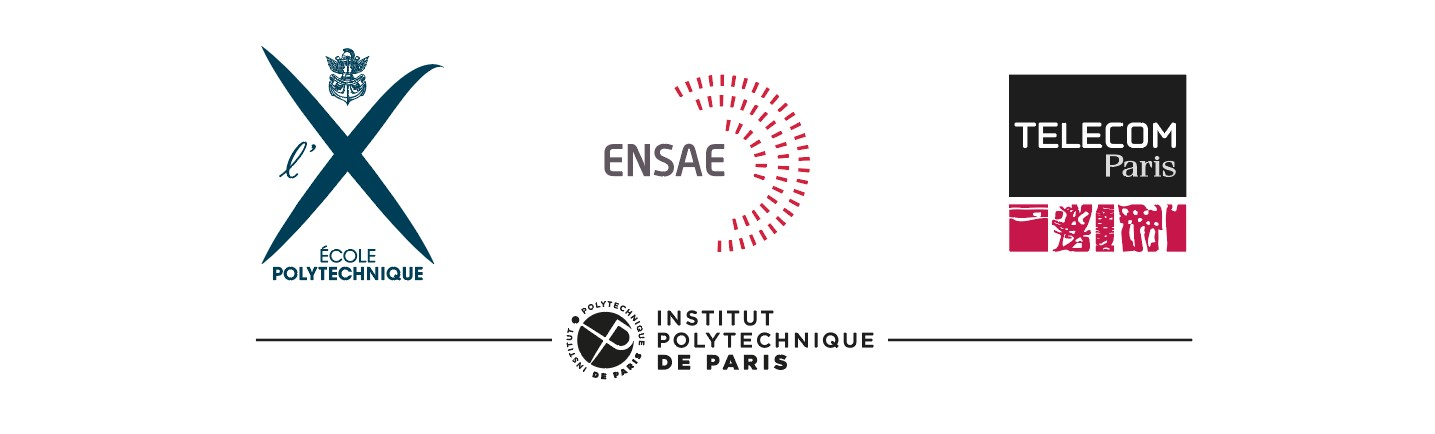 l'X
ÉCOLE
POLYTECHNIQUE
ENSAE
TELECOM
Paris
INSTITUT POLYTECHNIQUE DE PARIS
INSTITUT
POLYTECHNIQUE
DE PARIS